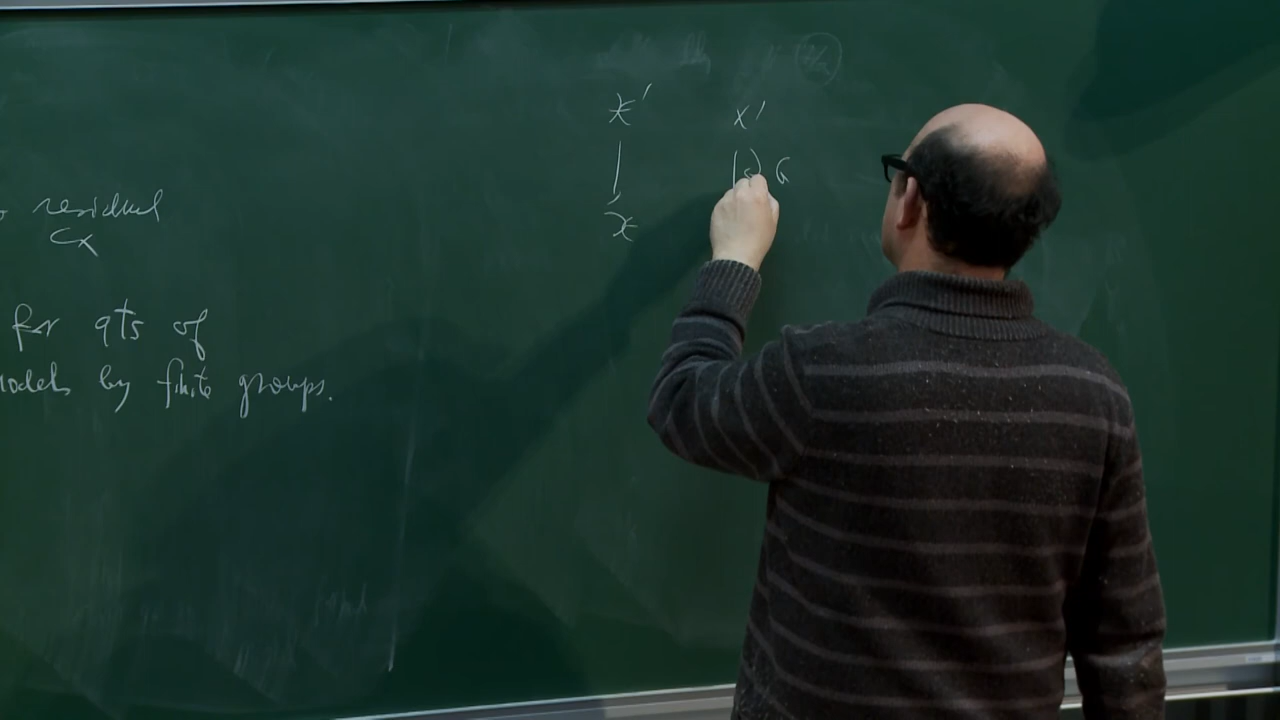 residual
Cx
for qts of
models by finite groups.
X' x'
G
X